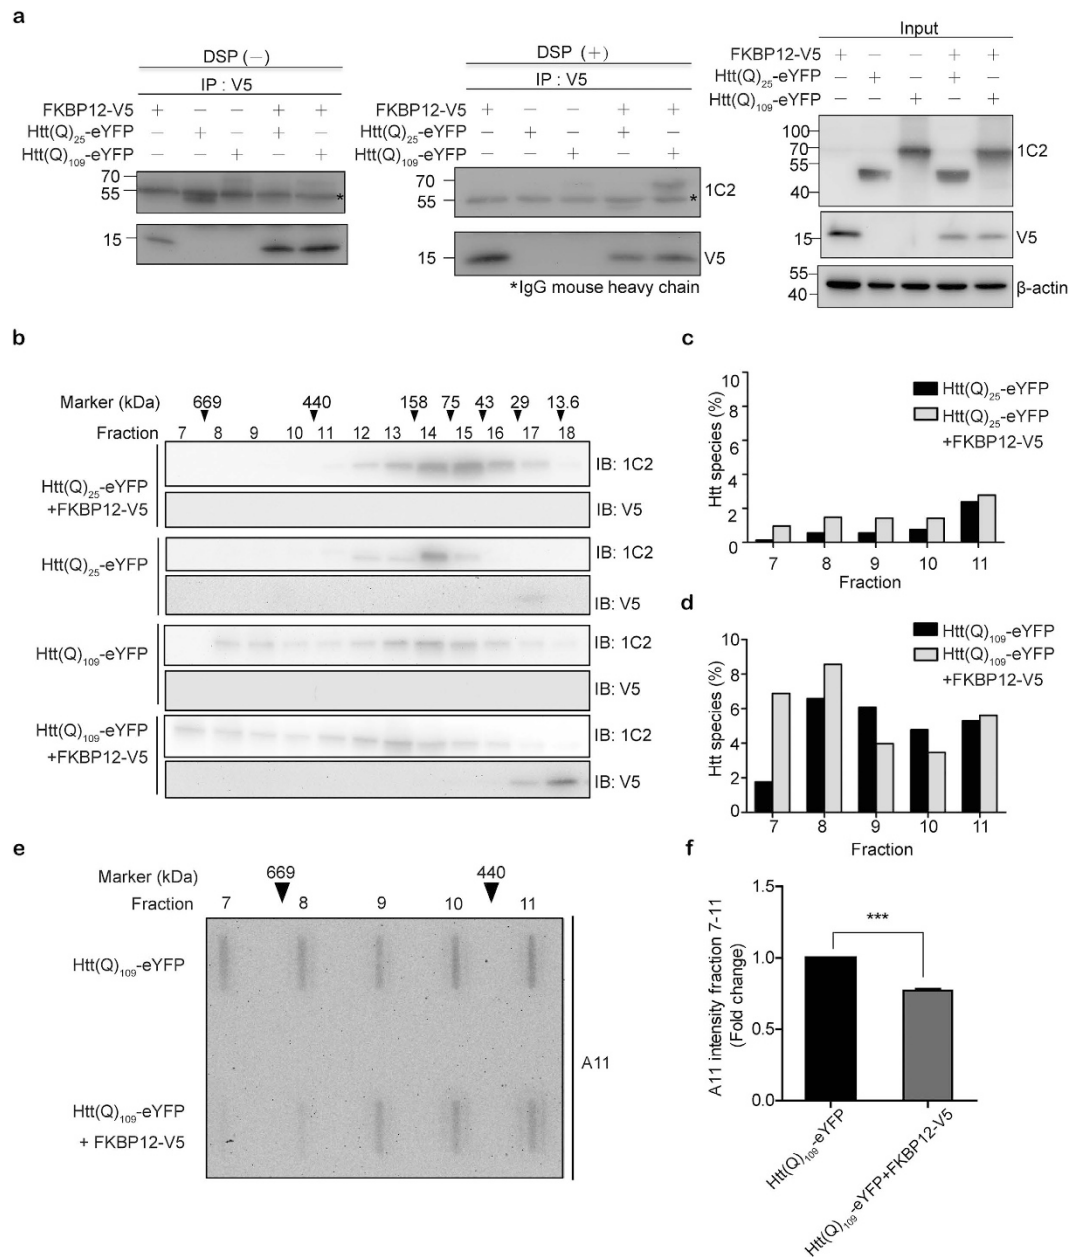 a
DSP (−)
IP : V5
FKBP12-V5 + − − + +
Htt(Q)25-eYFP − + − + −
Htt(Q)109-eYFP − − + − +
70
55
*
15
DSP (+)
IP : V5
FKBP12-V5 + − − + +
Htt(Q)25-eYFP − + − + −
Htt(Q)109-eYFP − − + − +
70
55
1C2
*
15
V5
*IgG mouse heavy chain
Input
FKBP12-V5 + − − + +
Htt(Q)25-eYFP − + − + −
Htt(Q)109-eYFP − − + − +
100
70
55
40
1C2
15
V5
55
40
β-actin
b
Marker (kDa) 669 440 158 75 43 29 13.6
Fraction 7 8 9 10 11 12 13 14 15 16 17 18
Htt(Q)25-eYFP
+FKBP12-V5
IB: 1C2
IB: V5
Htt(Q)25-eYFP
IB: 1C2
IB: V5
Htt(Q)109-eYFP
IB: 1C2
IB: V5
Htt(Q)109-eYFP
+FKBP12-V5
IB: 1C2
IB: V5
c
Htt species (%)
10
8
6
4
2
0
7 8 9 10 11
Fraction
Htt(Q)25-eYFP
Htt(Q)25-eYFP
+FKBP12-V5
d
Htt species (%)
10
8
6
4
2
0
7 8 9 10 11
Fraction
Htt(Q)109-eYFP
Htt(Q)109-eYFP
+FKBP12-V5
e
Marker (kDa) 669 440
Fraction 7 8 9 10 11
Htt(Q)109-eYFP
Htt(Q)109-eYFP
+ FKBP12-V5
A11
f
A11 intensity fraction 7-11
(Fold change)
1.5
1.0
0.5
0.0
***
Htt(Q)109-eYFP
Htt(Q)109-eYFP+FKBP12-V5